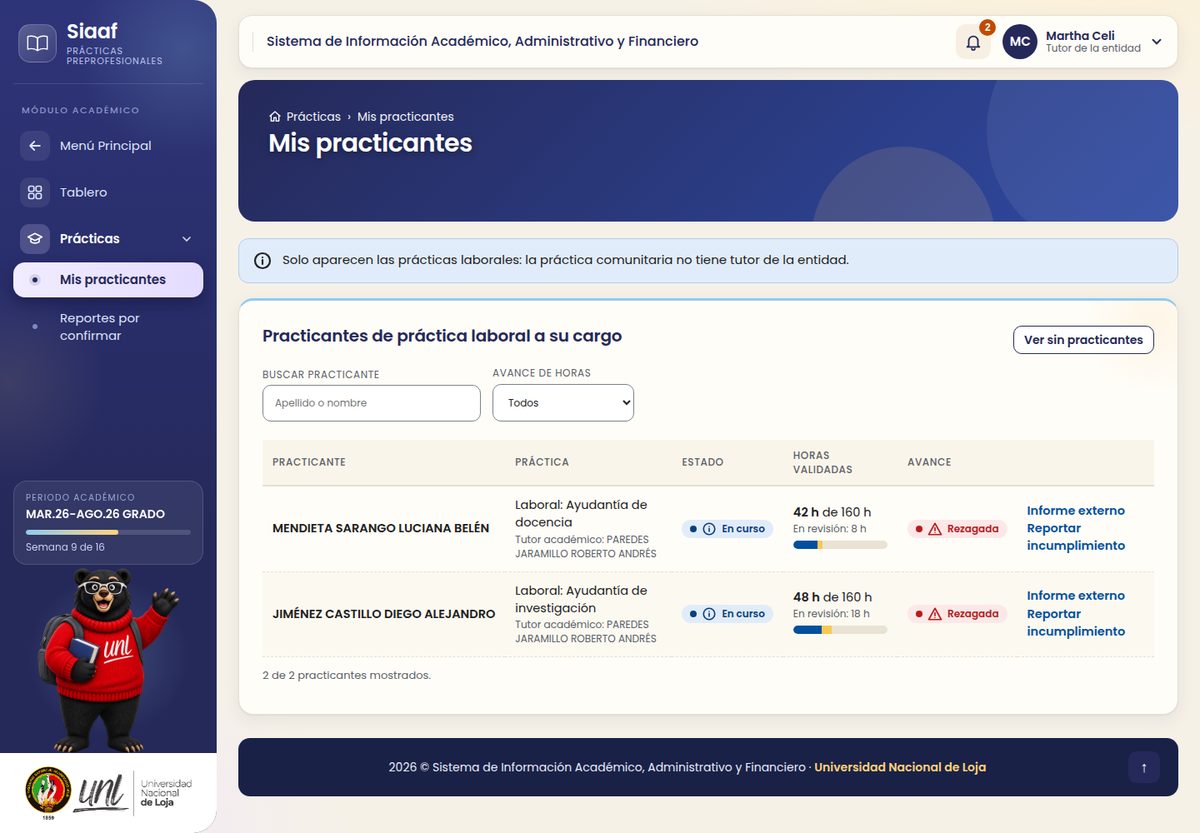 Siaaf
PRÁCTICAS
PREPROFESIONALES
MÓDULO ACADÉMICO
Menú Principal
Tablero
Prácticas
Mis practicantes
Reportes por
confirmar
PERIODO ACADÉMICO
MAR.26-AGO.26 GRADO
Semana 9 de 16
unl
1859
unl
Universidad
Nacional
de Loja
Sistema de Información Académico, Administrativo y Financiero
2
MC
Martha Celi
Tutor de la entidad
Prácticas › Mis practicantes
Mis practicantes
Solo aparecen las prácticas laborales: la práctica comunitaria no tiene tutor de la entidad.
Practicantes de práctica laboral a su cargo
Ver sin practicantes
BUSCAR PRACTICANTE
Apellido o nombre
AVANCE DE HORAS
Todos
PRACTICANTE
PRÁCTICA
ESTADO
HORAS
VALIDADAS
AVANCE
MENDIETA SARANGO LUCIANA BELÉN
Laboral: Ayudantía de
docencia
Tutor académico: PAREDES
JARAMILLO ROBERTO ANDRÉS
En curso
42 h de 160 h
En revisión: 8 h
Rezagada
Informe externo
Reportar
incumplimiento
JIMÉNEZ CASTILLO DIEGO ALEJANDRO
Laboral: Ayudantía de
investigación
Tutor académico: PAREDES
JARAMILLO ROBERTO ANDRÉS
En curso
48 h de 160 h
En revisión: 18 h
Rezagada
Informe externo
Reportar
incumplimiento
2 de 2 practicantes mostrados.
2026 © Sistema de Información Académico, Administrativo y Financiero · Universidad Nacional de Loja
↑